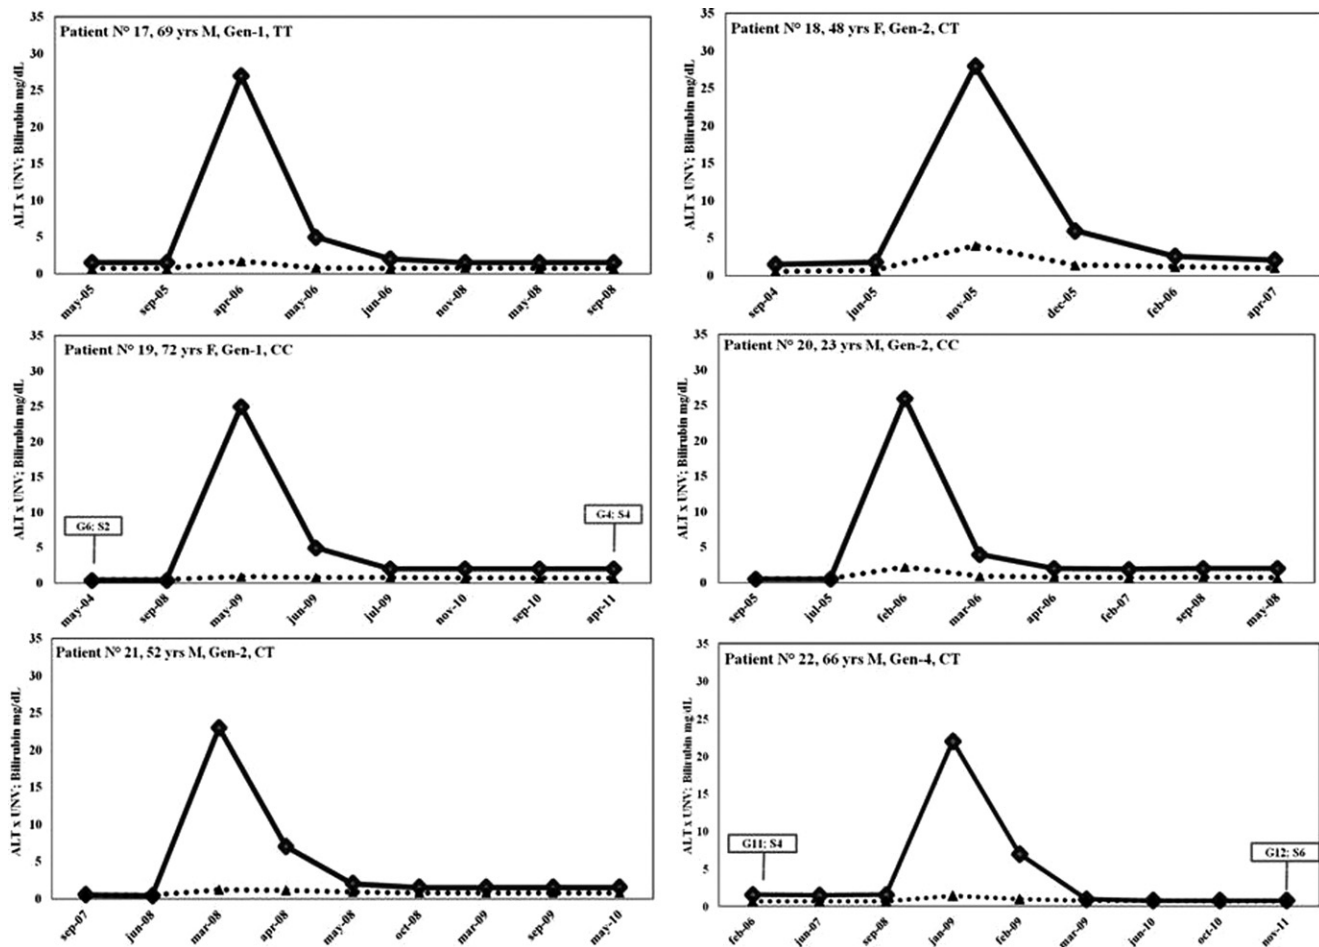 Patient N° 17, 69 yrs M, Gen-1, TT
ALT x UNV; Bilirubin mg/dL
35
30
25
20
15
10
5
0
may-05 sep-05 apr-06 may-06 jun-06 nov-08 may-08 sep-08
Patient N° 18, 48 yrs F, Gen-2, CT
ALT x UNV; Bilirubin mg/dL
35
30
25
20
15
10
5
0
sep-04 jun-05 nov-05 dec-05 feb-06 apr-07
Patient N° 19, 72 yrs F, Gen-1, CC
ALT x UNV; Bilirubin mg/dL
35
30
25
20
15
10
5
0
G6: S2
G4: S4
may-04 sep-08 may-09 jun-09 jul-09 nov-10 sep-10 apr-11
Patient N° 20, 23 yrs M, Gen-2, CC
ALT x UNV; Bilirubin mg/dL
35
30
25
20
15
10
5
0
sep-05 jul-05 feb-06 mar-06 apr-06 feb-07 sep-08 may-08
Patient N° 21, 52 yrs M, Gen-2, CT
ALT x UNV; Bilirubin mg/dL
35
30
25
20
15
10
5
0
sep-07 jun-08 mar-08 apr-08 may-08 oct-08 mar-09 sep-09 may-10
Patient N° 22, 66 yrs M, Gen-4, CT
ALT x UNV; Bilirubin mg/dL
35
30
25
20
15
10
5
0
G11: S4
G12: S6
feb-06 jun-07 sep-08 jun-09 feb-09 mar-09 jun-10 oct-10 nov-11